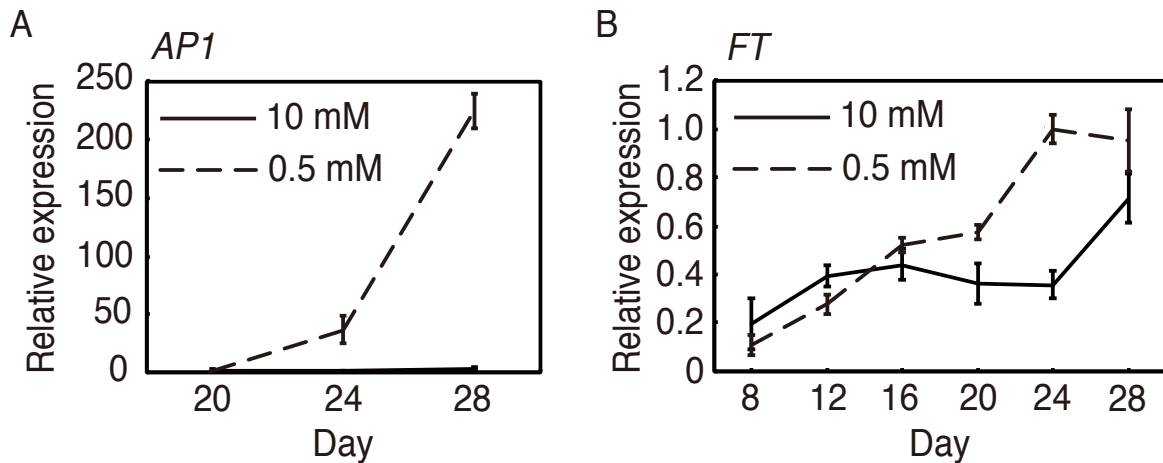 A
AP1
Relative expression
250
200
150
100
50
0
10 mM
0.5 mM
20 24 28
Day
B
FT
Relative expression
1.2
1.0
0.8
0.6
0.4
0.2
0
10 mM
0.5 mM
8 12 16 20 24 28
Day